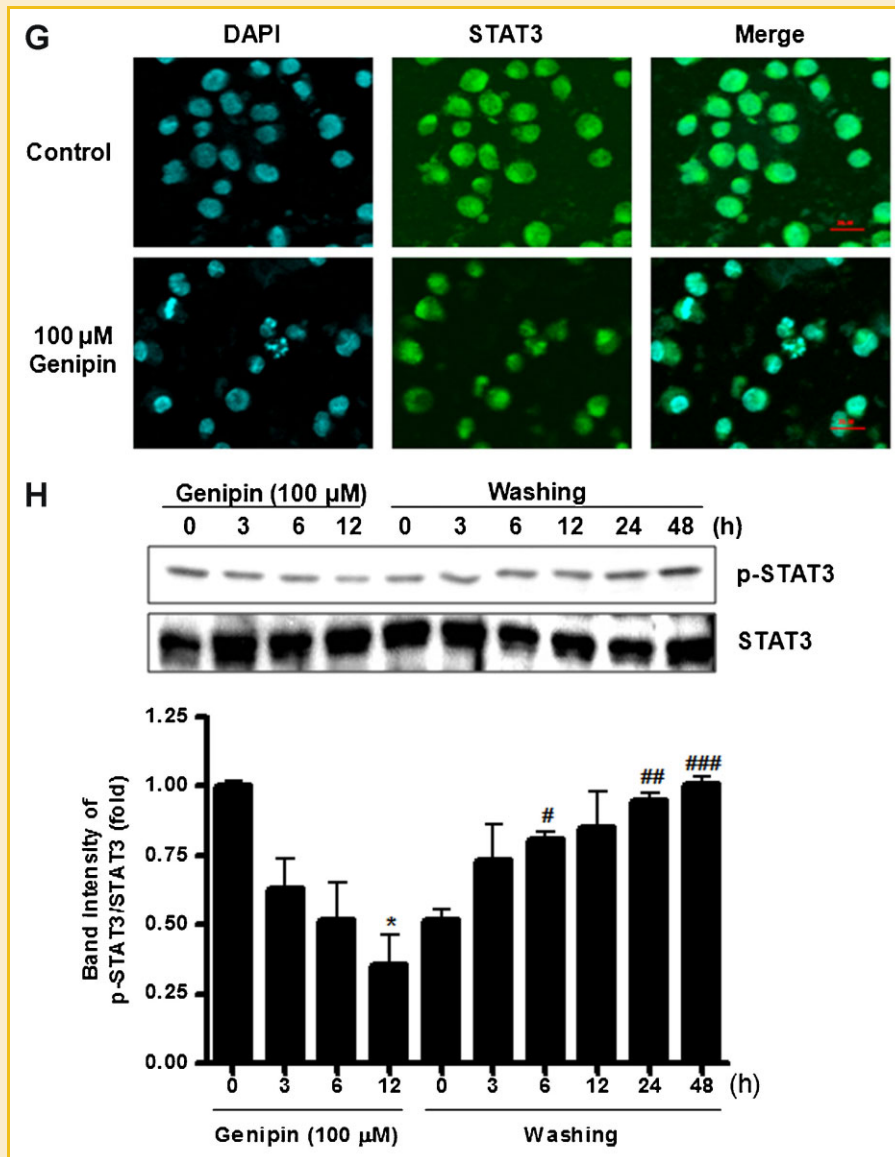 G DAPI STAT3 Merge
Control
100 µM
Genipin
H Genipin (100 µM) Washing
0 3 6 12 0 3 6 12 24 48 (h)
p-STAT3
STAT3
Band Intensity of
p-STAT3/STAT3 (fold)
1.25
1.00
0.75
0.50
0.25
0.00
* # ## ###
0 3 6 12 0 3 6 12 24 48 (h)
Genipin (100 µM) Washing